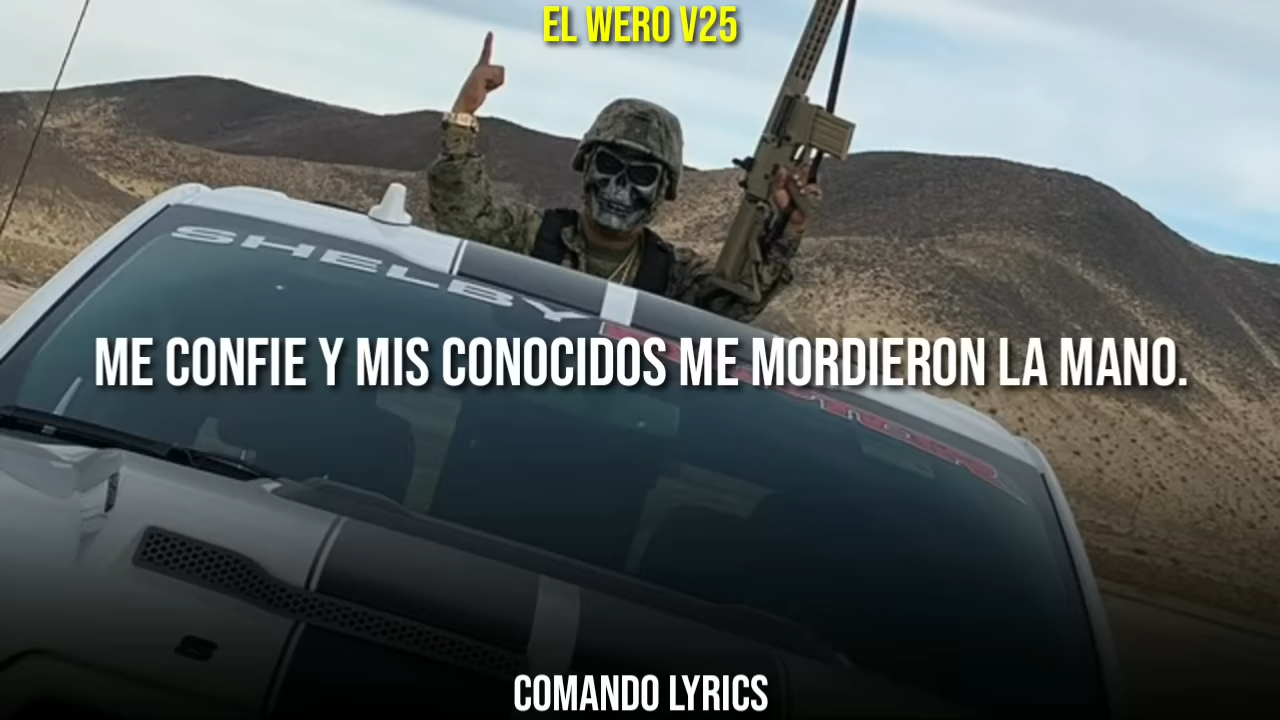 EL WERO V25
SHELBY
ME CONFIE Y MIS CONOCIDOS ME MORDIERON LA MANO.
COMANDO LYRICS